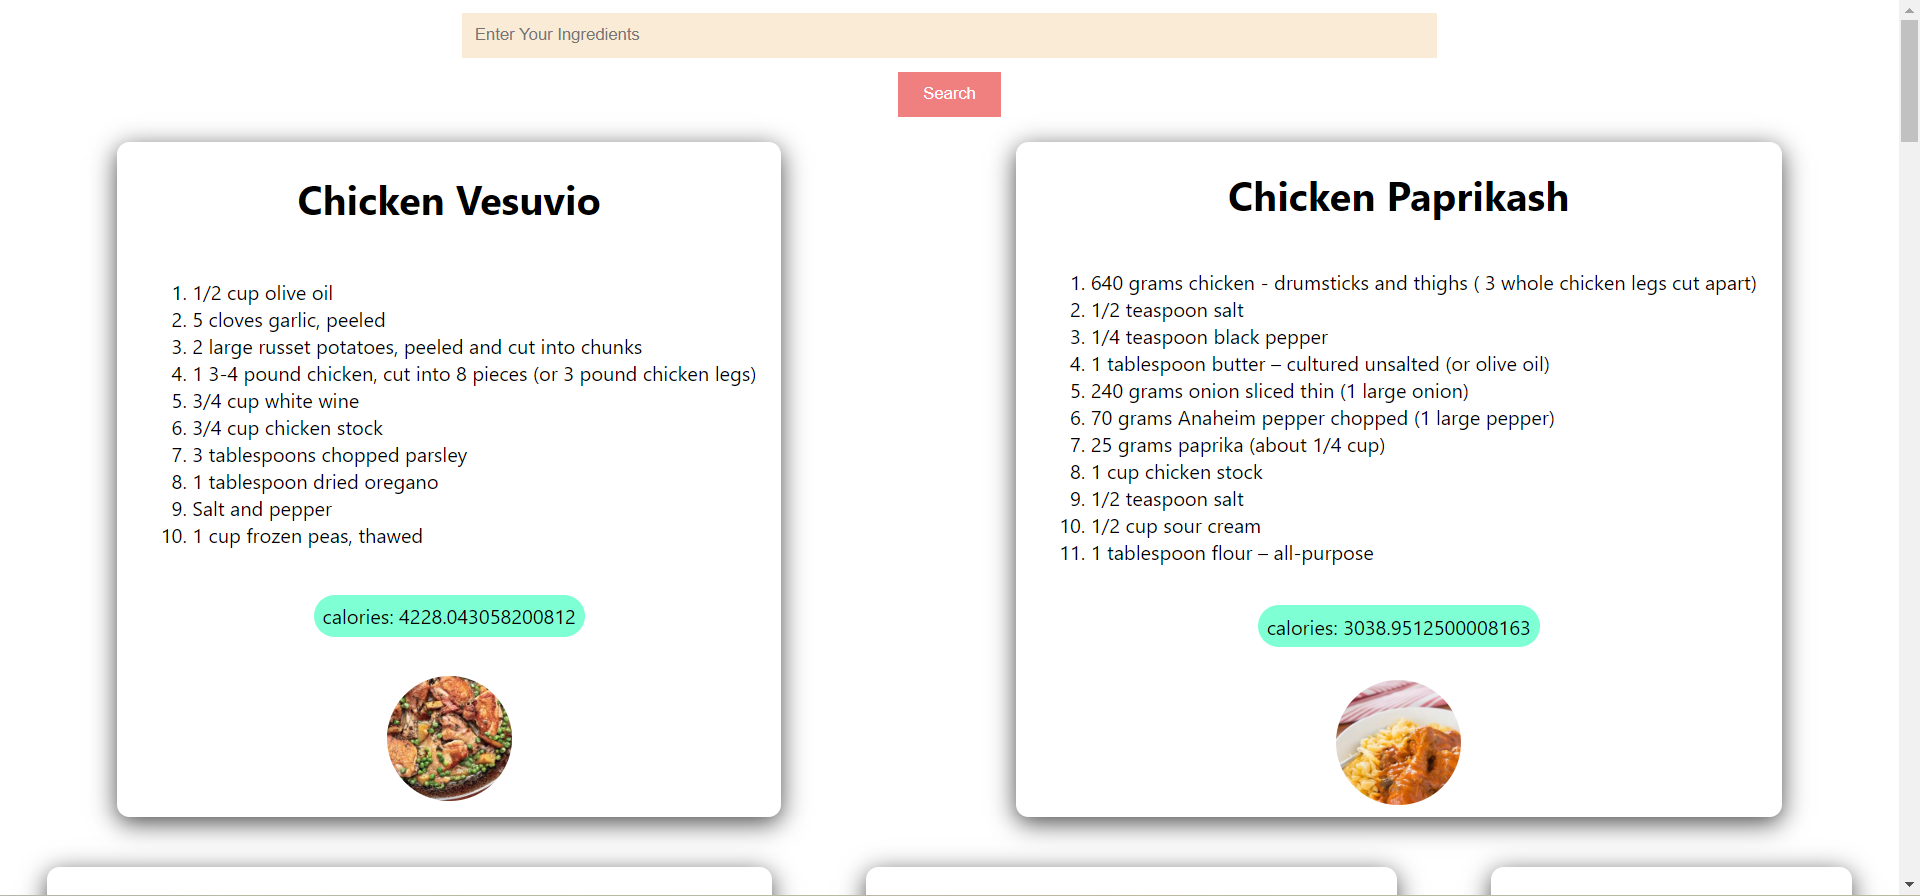 Enter Your Ingredients
Search
Chicken Vesuvio
1. 1/2 cup olive oil
2. 5 cloves garlic, peeled
3. 2 large russet potatoes, peeled and cut into chunks
4. 1 3-4 pound chicken, cut into 8 pieces (or 3 pound chicken legs)
5. 3/4 cup white wine
6. 3/4 cup chicken stock
7. 3 tablespoons chopped parsley
8. 1 tablespoon dried oregano
9. Salt and pepper
10. 1 cup frozen peas, thawed
calories: 4228.043058200812
Chicken Paprikash
1. 640 grams chicken - drumsticks and thighs ( 3 whole chicken legs cut apart)
2. 1/2 teaspoon salt
3. 1/4 teaspoon black pepper
4. 1 tablespoon butter – cultured unsalted (or olive oil)
5. 240 grams onion sliced thin (1 large onion)
6. 70 grams Anaheim pepper chopped (1 large pepper)
7. 25 grams paprika (about 1/4 cup)
8. 1 cup chicken stock
9. 1/2 teaspoon salt
10. 1/2 cup sour cream
11. 1 tablespoon flour – all-purpose
calories: 3038.9512500008163